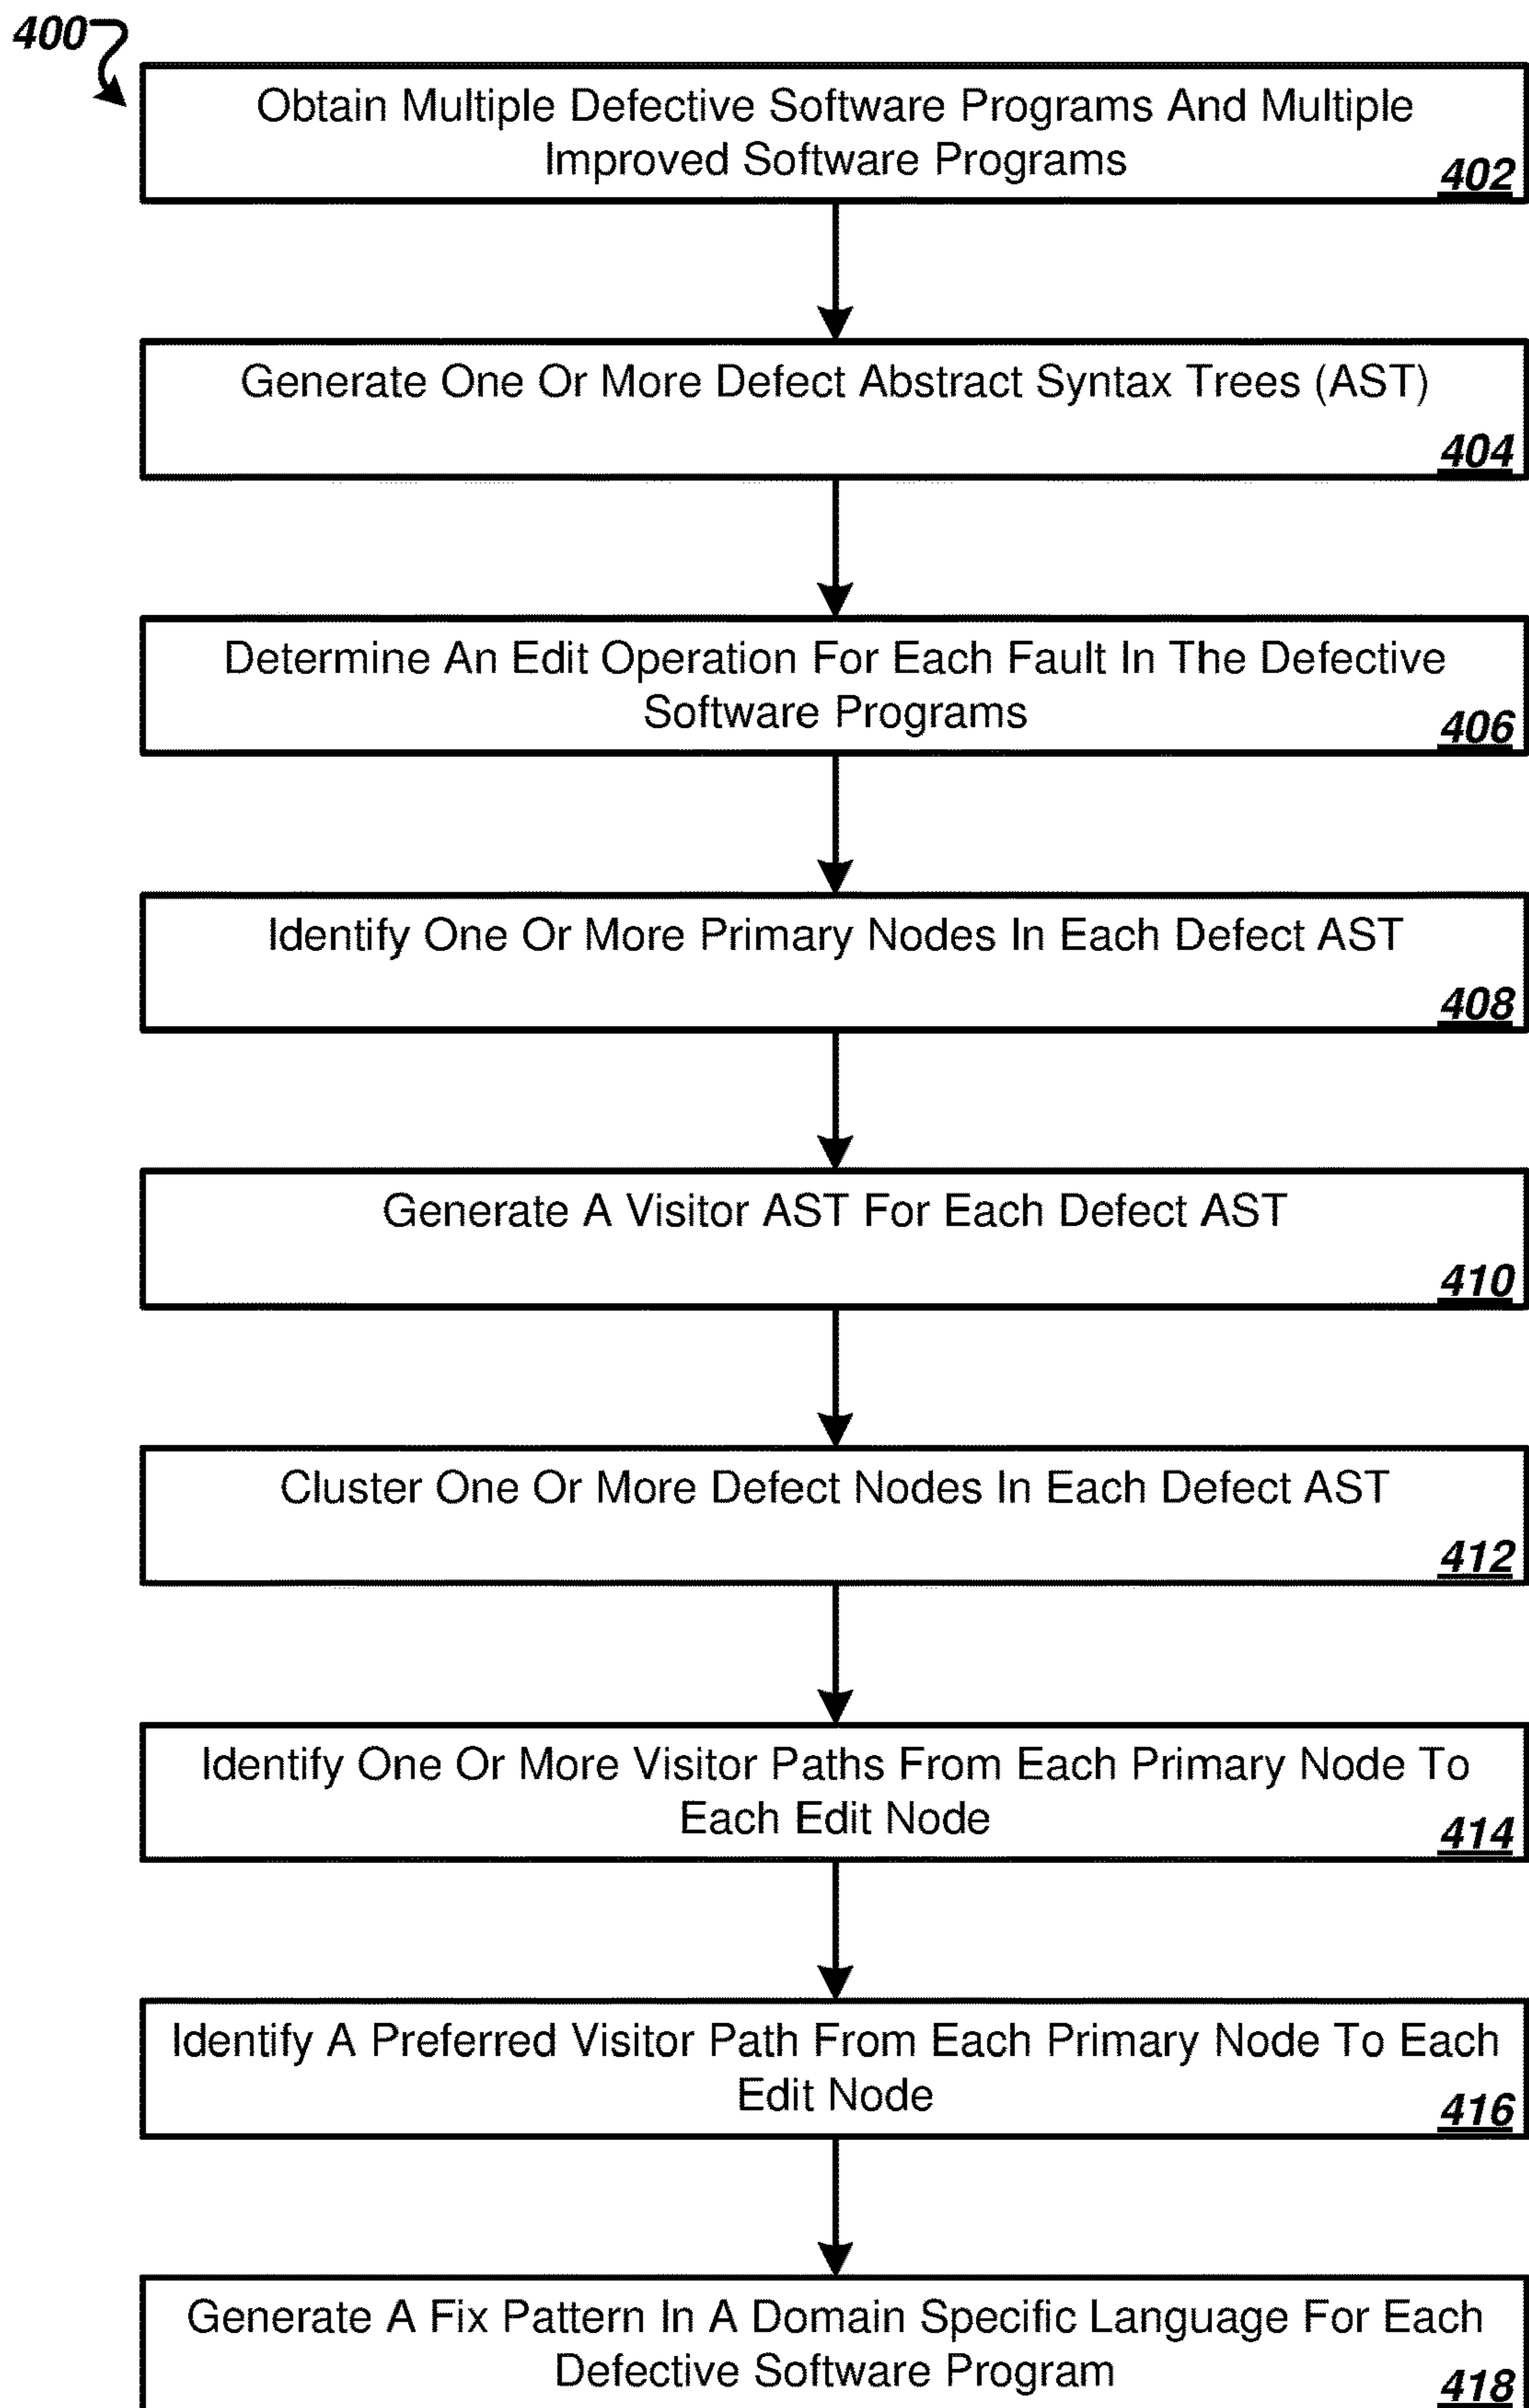 400
Obtain Multiple Defective Software Programs And Multiple
Improved Software Programs
402
Generate One Or More Defect Abstract Syntax Trees (AST)
404
Determine An Edit Operation For Each Fault In The Defective
Software Programs
406
Identify One Or More Primary Nodes In Each Defect AST
408
Generate A Visitor AST For Each Defect AST
410
Cluster One Or More Defect Nodes In Each Defect AST
412
Identify One Or More Visitor Paths From Each Primary Node To
Each Edit Node
414
Identify A Preferred Visitor Path From Each Primary Node To Each
Edit Node
416
Generate A Fix Pattern In A Domain Specific Language For Each
Defective Software Program
418